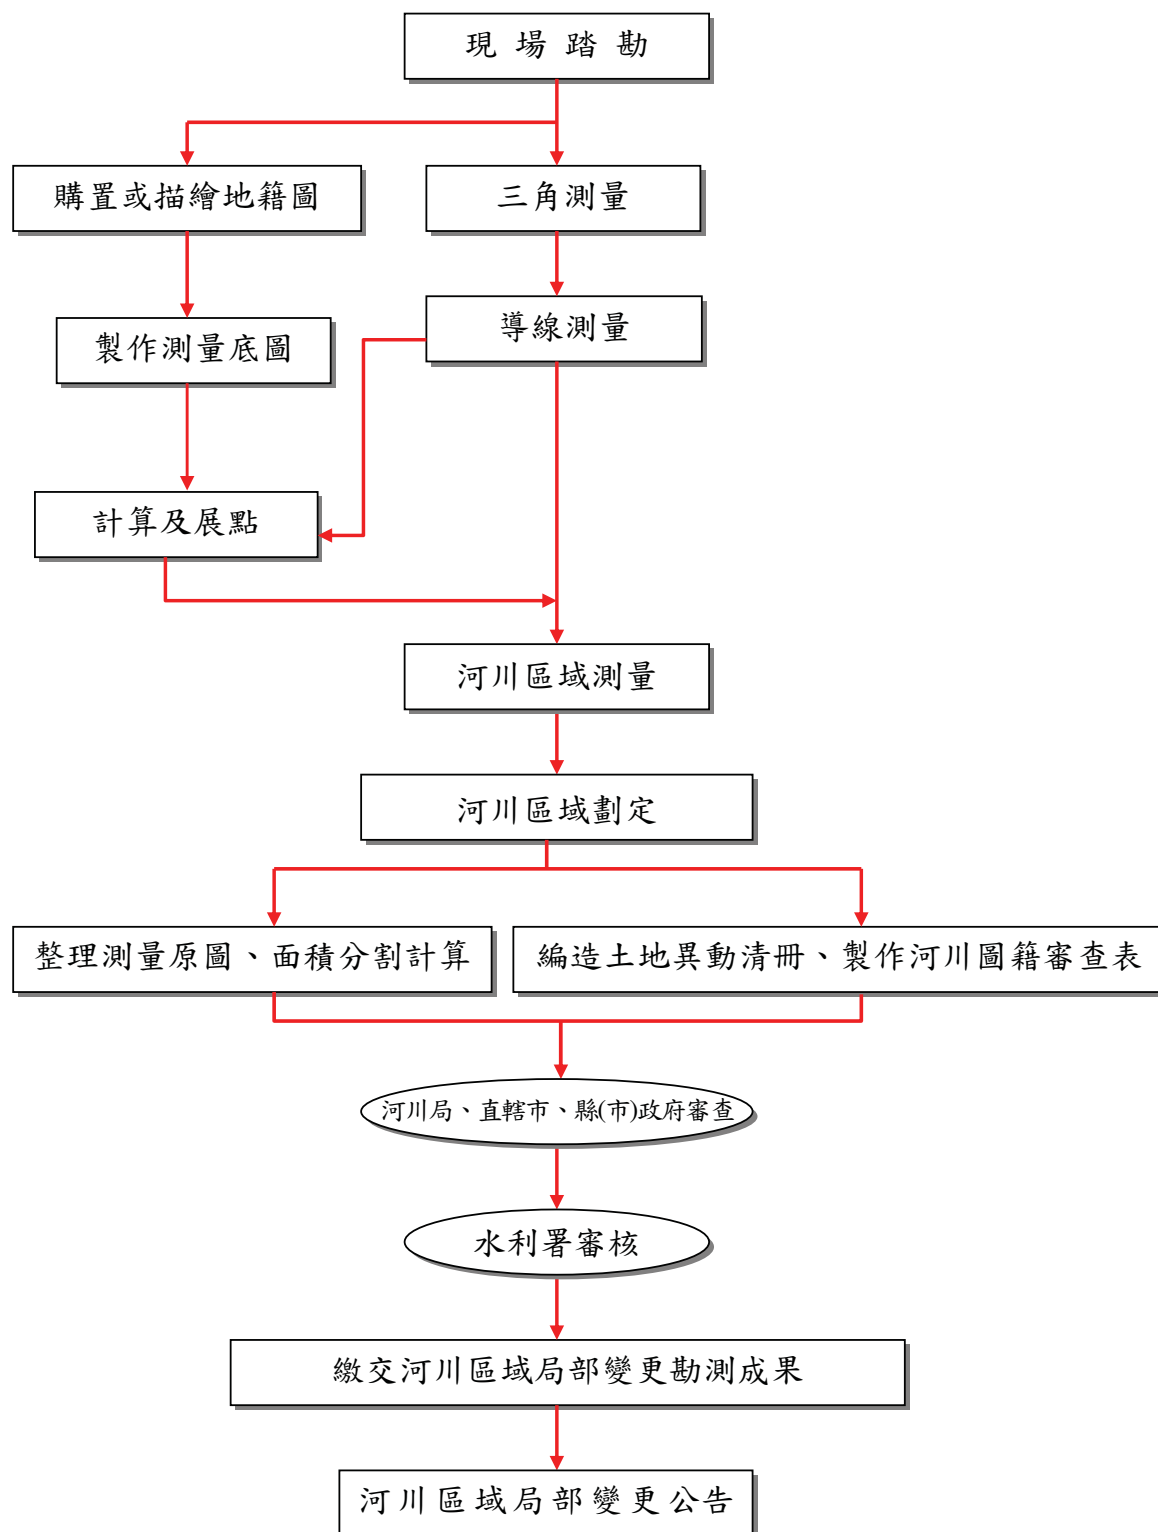 現場踏勘
購置或描繪地籍圖
三角測量
導線測量
製作測量底圖
計算及展點
河川區域測量
河川區域劃定
整理測量原圖、面積分割計算
編造土地異動清冊、製作河川圖籍審查表
河川局、直轄市、縣(市)政府審查
水利署審核
繳交河川區域局部變更勘測成果
河川區域局部變更公告